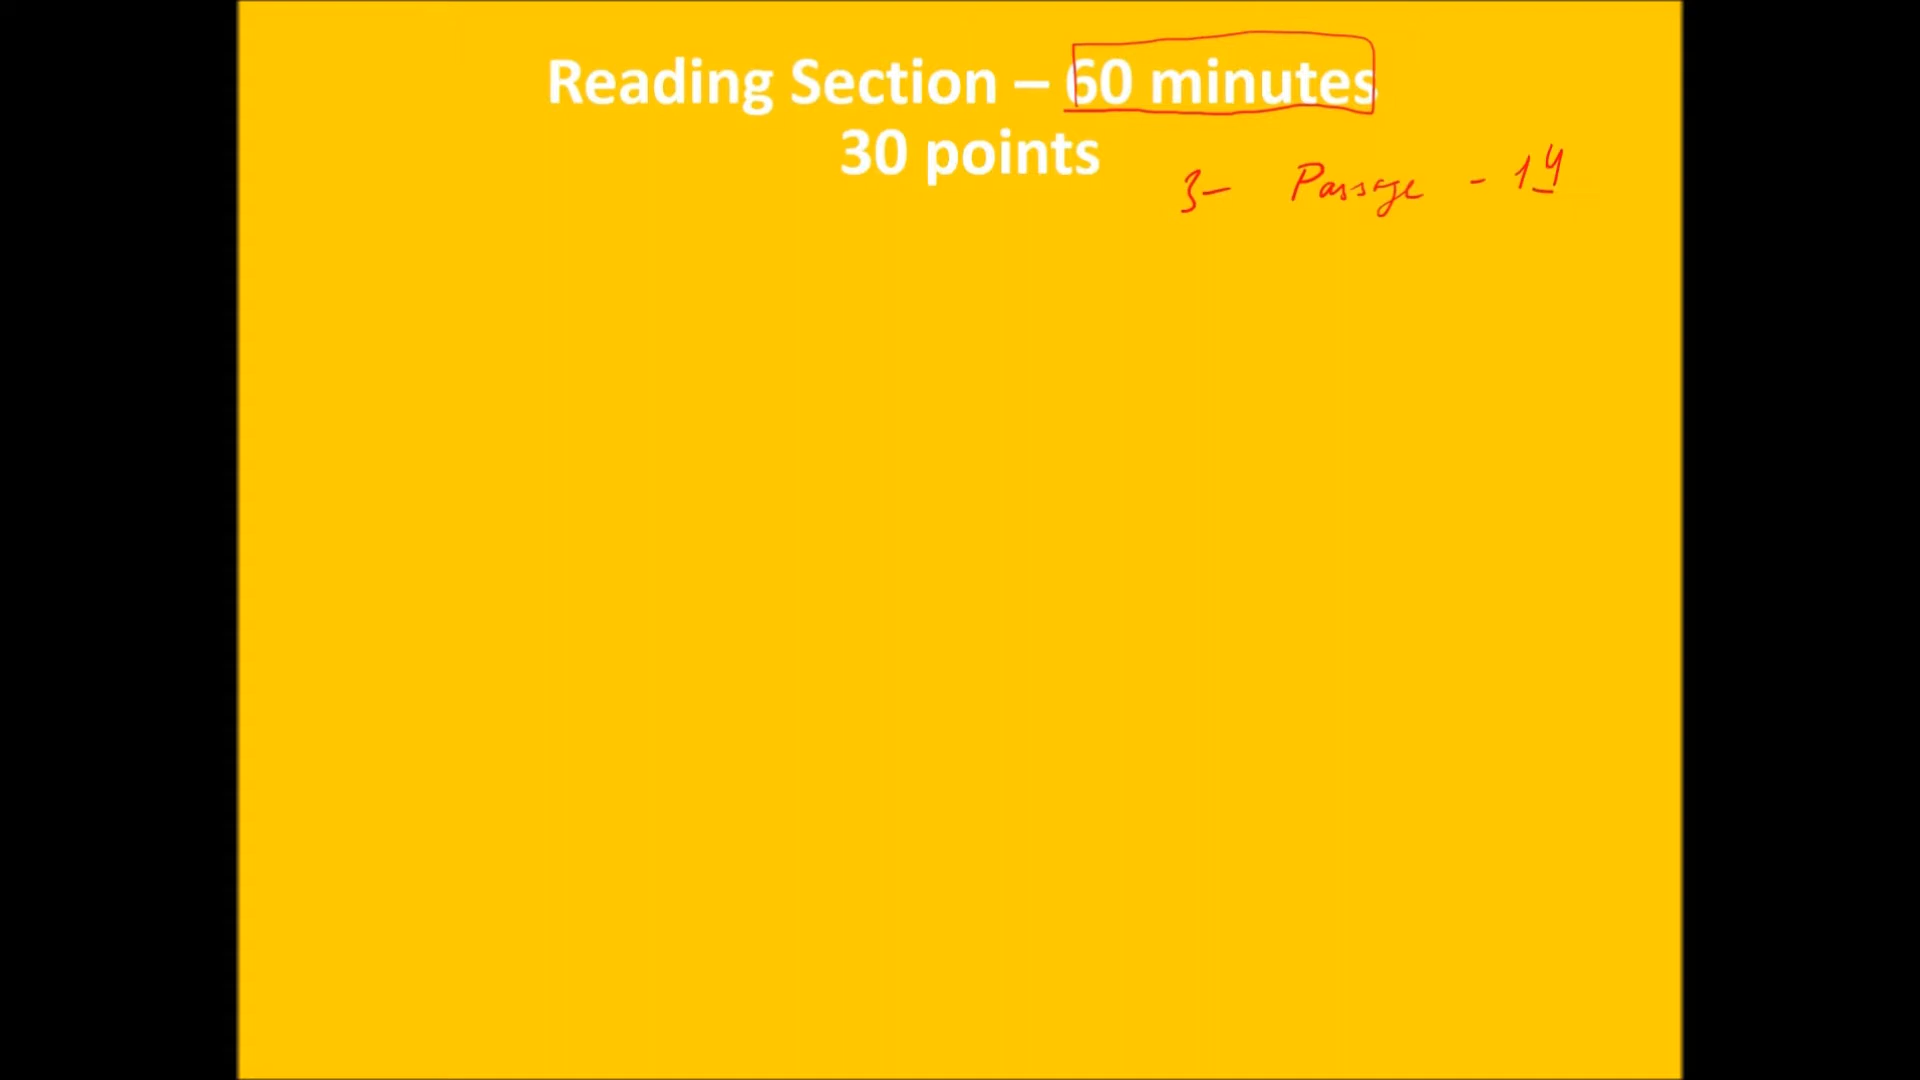 Reading Section – 60 minutes
30 points
3- Passage - 14